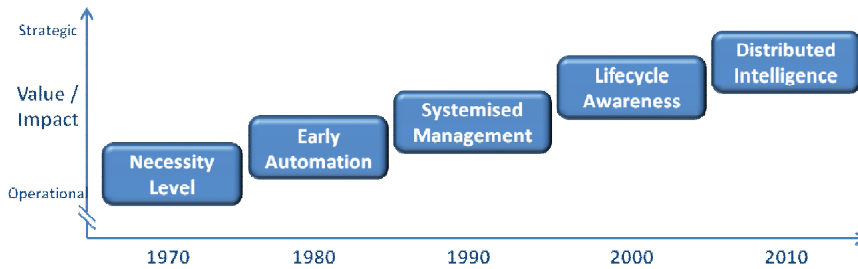 Strategic
Value /
Impact
Operational
Necessity
Level
Early
Automation
Systemised
Management
Lifecycle
Awareness
Distributed
Intelligence
1970
1980
1990
2000
2010